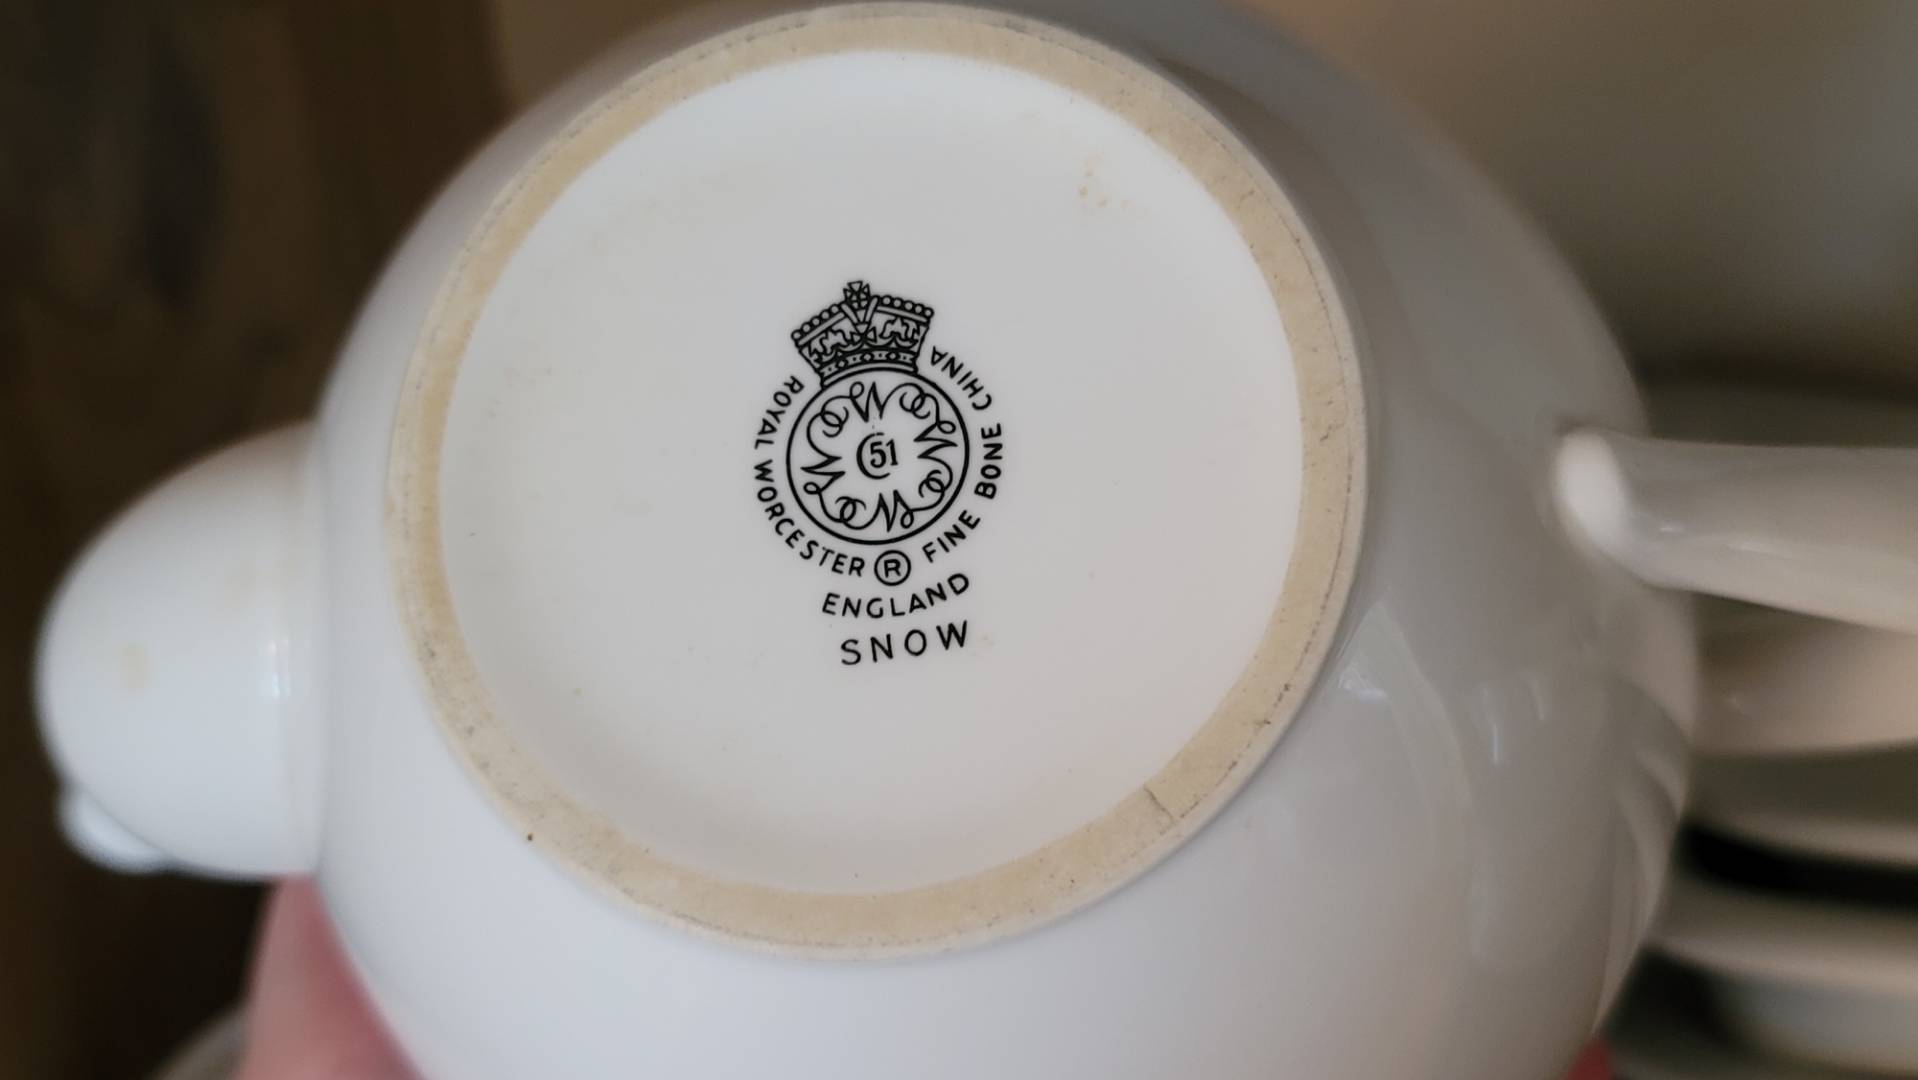 51
ROYAL WORCESTER ® FINE BONE CHINA
ENGLAND
SNOW